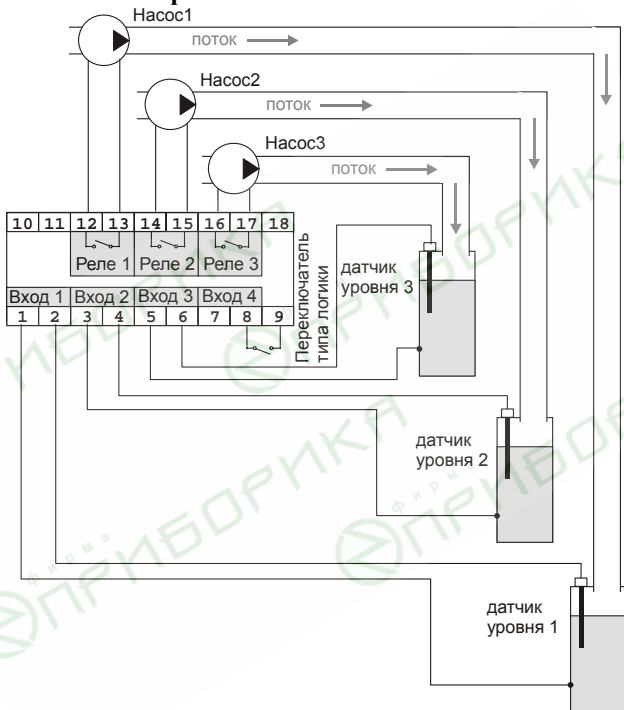 Насос1
поток
Насос2
поток
Насос3
поток
10 11 12 13 14 15 16 17 18
Реле 1 Реле 2 Реле 3
Вход 1 Вход 2 Вход 3 Вход 4
1 2 3 4 5 6 7 8 9
Переключатель
типа логики
датчик
уровня 3
датчик
уровня 2
датчик
уровня 1
фирма
ПРИБОРИКА